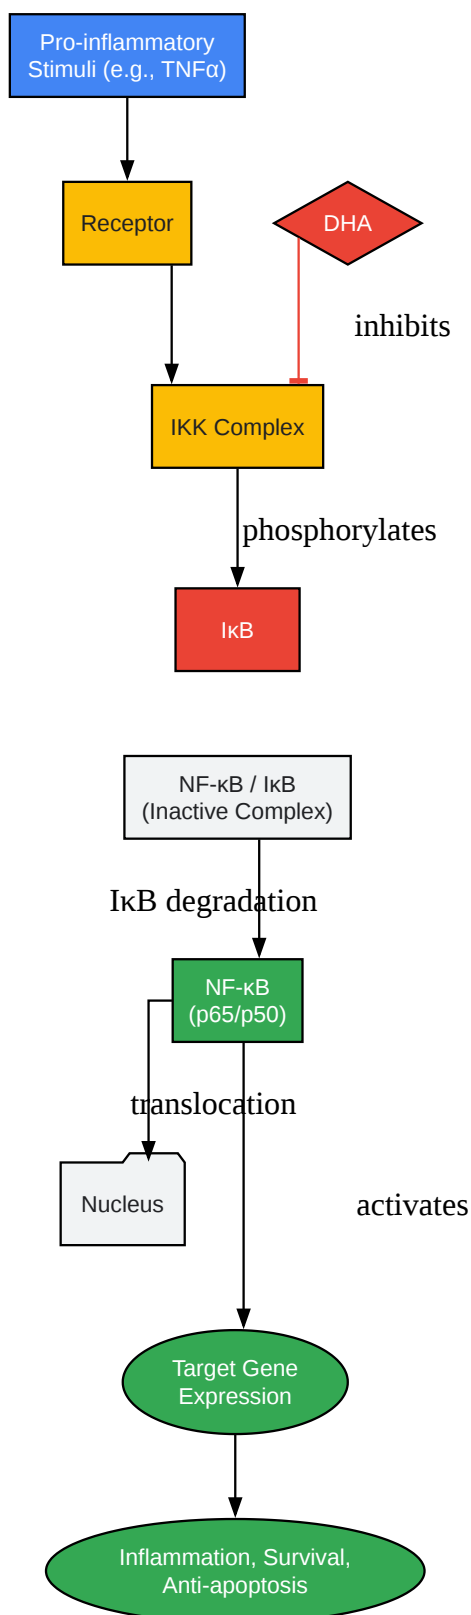 Pro-inflammatory
Stimuli (e.g., TNFα)
Receptor
DHA
inhibits
IKK Complex
phosphorylates
IκB
NF-κB / IκB
(Inactive Complex)
IκB degradation
NF-κB
(p65/p50)
translocation
Nucleus
activates
Target Gene
Expression
Inflammation, Survival,
Anti-apoptosis